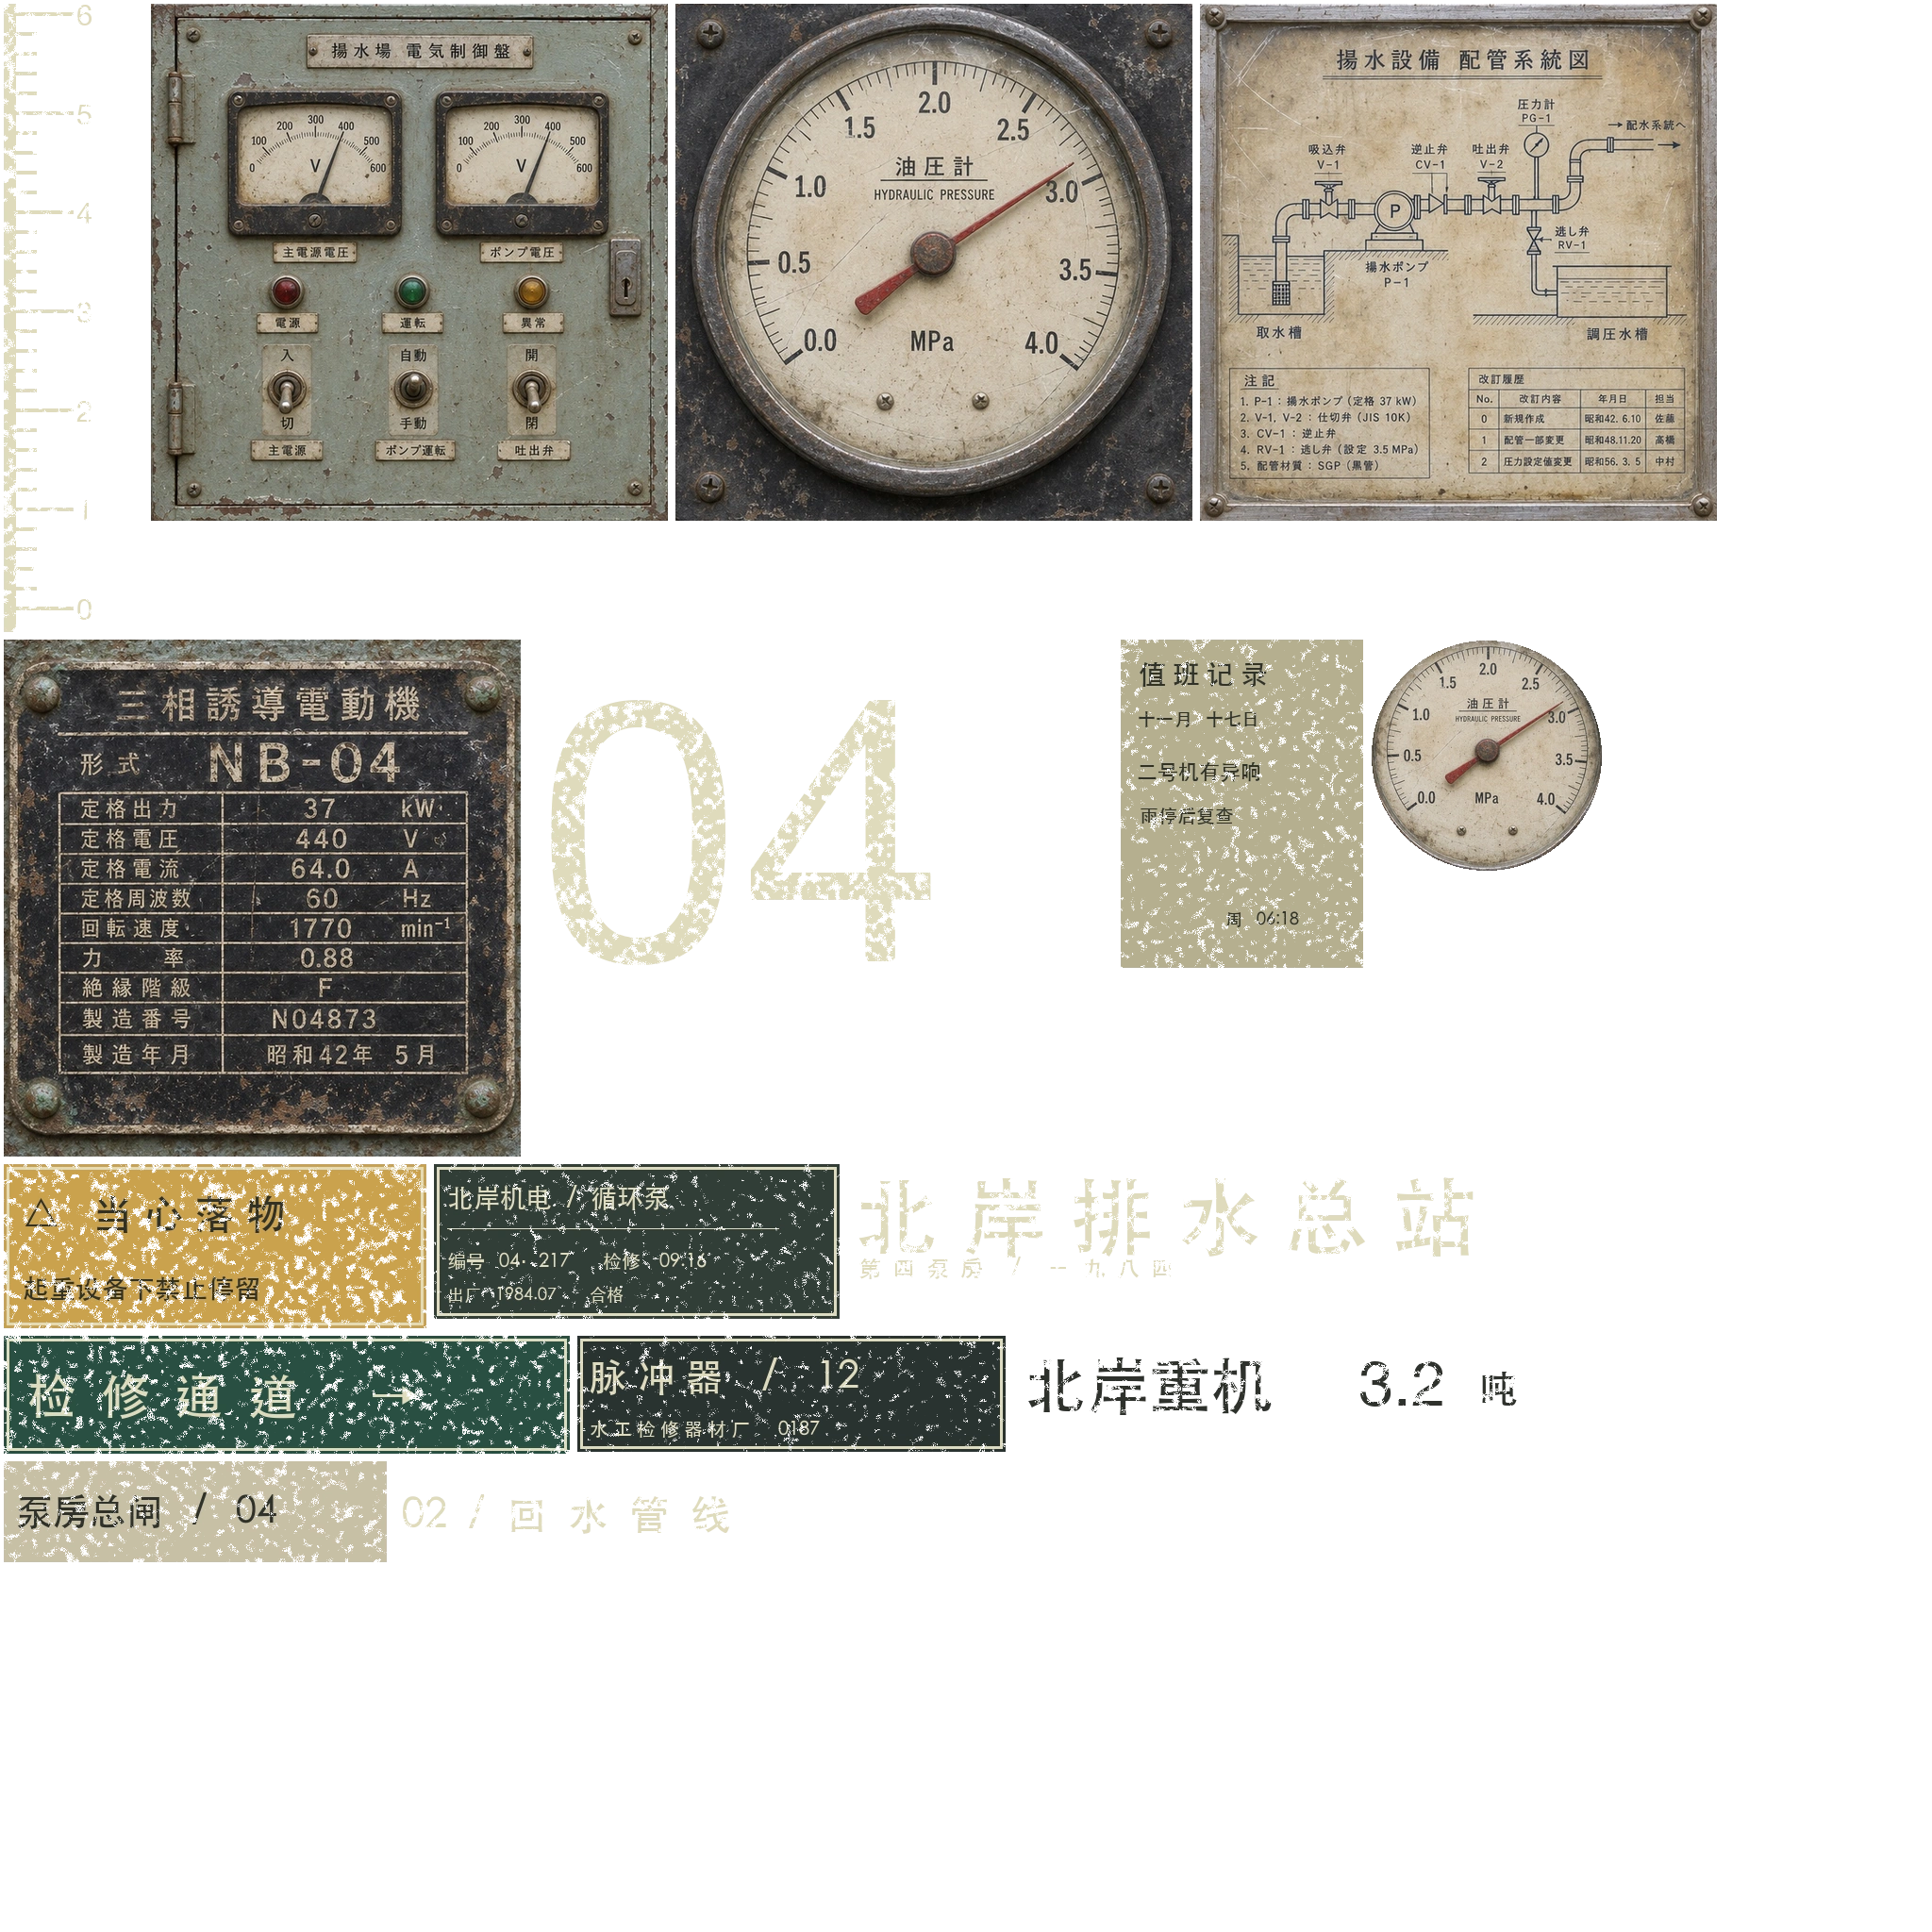 6
5
4
3
2
1
0
揚水場 電気制御盤
0 100 200 300 400 500 600
V
0 100 200 300 400 500 600
V
主電源電圧
ポンプ電圧
電源
運転
異常
入
自動
開
切
手動
閉
主電源
ポンプ運転
吐出弁
0.0 0.5 1.0 1.5 2.0 2.5 3.0 3.5 4.0
油圧計
HYDRAULIC PRESSURE
MPa
揚水設備 配管系統図
圧力計
PG-1
→配水系統へ
吸込弁
V-1
逆止弁
CV-1
吐出弁
V-2
P
逃し弁
RV-1
揚水ポンプ
P-1
取水槽
調圧水槽
注記
1. P-1：揚水ポンプ（定格 37 kW）
2. V-1, V-2：仕切弁（JIS 10K）
3. CV-1：逆止弁
4. RV-1：逃し弁（設定 3.5 MPa）
5. 配管材質：SGP（黒管）
改訂履歴
No. 改訂内容 年月日 担当
0 新規作成 昭和42. 6.10 佐藤
1 配管一部変更 昭和48.11.20 高橋
2 圧力設定値変更 昭和56. 3. 5 中村
三相誘導電動機
形式 NB-04
定格出力 37 kW
定格電圧 440 V
定格電流 64.0 A
定格周波数 60 Hz
回転速度 1770 min⁻¹
力 率 0.88
絶縁階級 F
製造番号 N04873
製造年月 昭和42年 5月
04
值班记录
十一月 十七日
二号机有异响
雨停后复查
周 06:18
0.0 0.5 1.0 1.5 2.0 2.5 3.0 3.5 4.0
油圧計
HYDRAULIC PRESSURE
MPa
△ 当心落物
起重设备下禁止停留
北岸机电 / 循环泵
编号 04-217 检修 09.16
出厂 1984.07 合格
北岸排水总站
第四泵房 / 一九八四
检修通道 →
脉冲器 / 12
水工检修器材厂 0187
北岸重机 3.2 吨
泵房总闸 / 04
02 / 回水管线